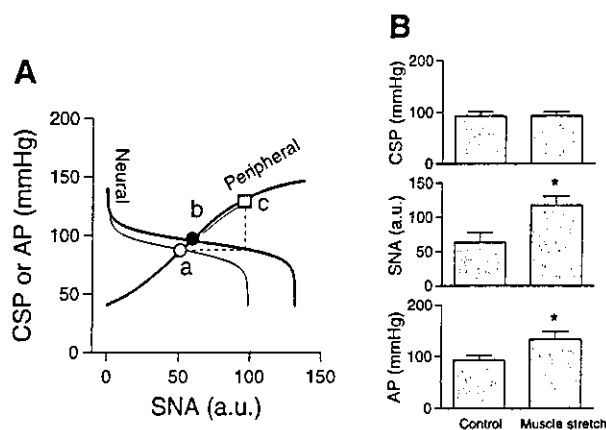 A
CSP or AP (mmHg)
200
150
100
50
0
Neural
Peripheral
a
b
c
0
50
100
150
SNA (a.u.)
B
CSP (mmHg)
200
100
0
SNA (a.u.)
150
100
50
0
*
AP (mmHg)
200
100
0
*
Control Muscle stretch